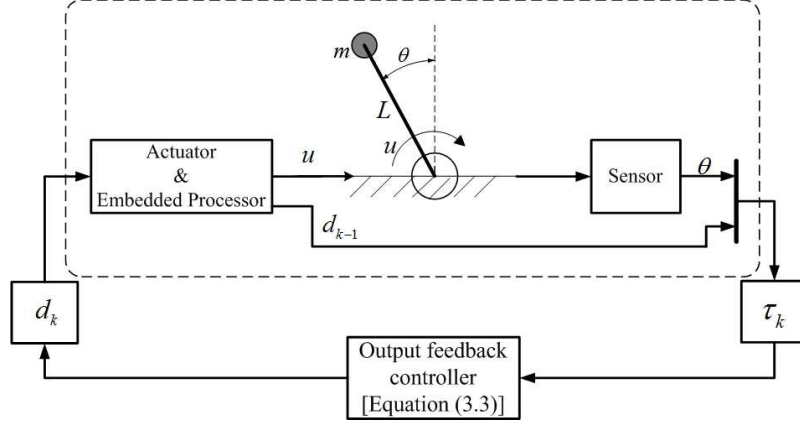 m
θ
L
u
Actuator
&
Embedded Processor
u
Sensor
θ
d_{k-1}
d_k
τ_k
Output feedback
controller
[Equation (3.3)]